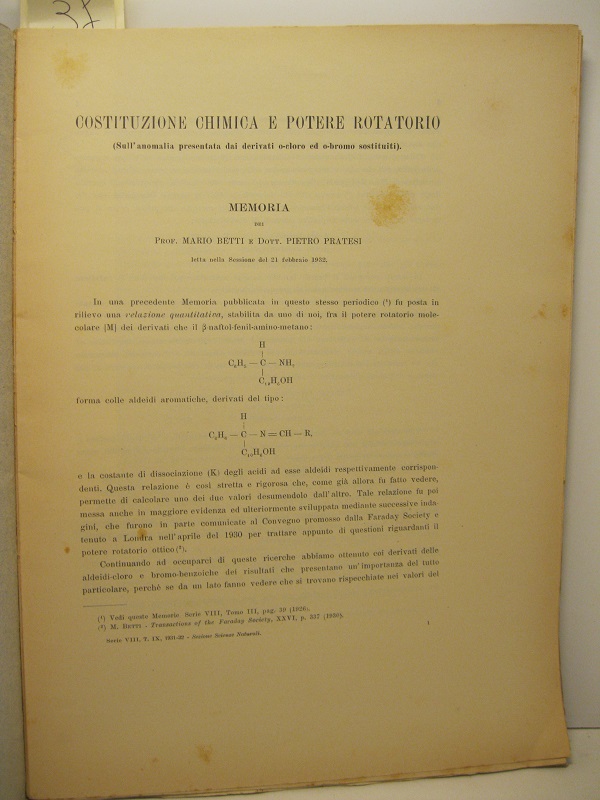 37
COSTITUZIONE CHIMICA E POTERE ROTATORIO
(Sull'anomalia presentata dai derivati o-cloro ed o-bromo sostituiti).
MEMORIA
DEL
PROF. MARIO BETTI E DOTT. PIETRO PRATESI
letta nella Sessione del 21 febbraio 1932.
In una precedente Memoria pubblicata in questo stesso periodico (¹) fu posta in
rilievo una relazione quantitativa, stabilita da uno di noi, fra il potere rotatorio mole-
colare [M] dei derivati che il β-naftol-fenil-amino-metano:
H
|
C₆H₅ — C — NH₂
|
C₁₀H₆OH
forma colle aldeidi aromatiche, derivati del tipo:
H
|
C₆H₅ — C — N = CH — R,
|
C₁₀H₆OH
e la costante di dissociazione (K) degli acidi ad esse aldeidi respettivamente corrispon-
denti. Questa relazione è così stretta e rigorosa che, come già allora fu fatto vedere,
permette di calcolare uno dei due valori desumendolo dall'altro. Tale relazione fu poi
messa anche in maggiore evidenza ed ulteriormente sviluppata mediante successive inda-
gini, che furono in parte comunicate al Convegno promosso dalla Faraday Society e
tenuto a Londra nell'aprile del 1930 per trattare appunto di questioni riguardanti il
potere rotatorio ottico (²).
Continuando ad occuparci di queste ricerche abbiamo ottenuto coi derivati delle
aldeidi-cloro e bromo-benzoiche dei risultati che presentano un'importanza del tutto
particolare, perchè se da un lato fanno vedere che si trovano rispecchiate nei valori del
(¹) Vedi queste Memorie Serie VIII, Tomo III, pag. 39 (1926).
(²) M. BETTI - Transactions of the Faraday Society, XXVI, p. 337 (1930).
Serie VIII, T. IX, 1931-32 - Sezione Scienze Naturali.
1